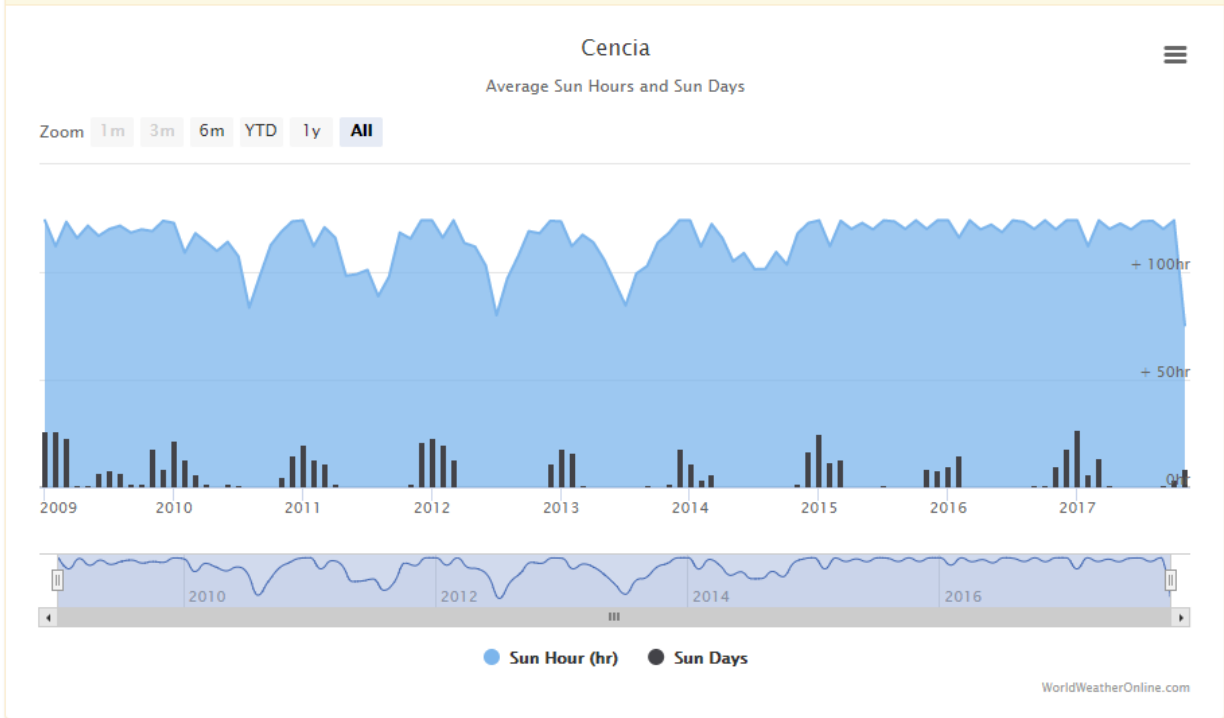 Cencia
Average Sun Hours and Sun Days
Zoom 1m 3m 6m YTD 1y All
+ 100hr
+ 50hr
0hr
2009 2010 2011 2012 2013 2014 2015 2016 2017
2010 2012 2014 2016
Sun Hour (hr) Sun Days
WorldWeatherOnline.com